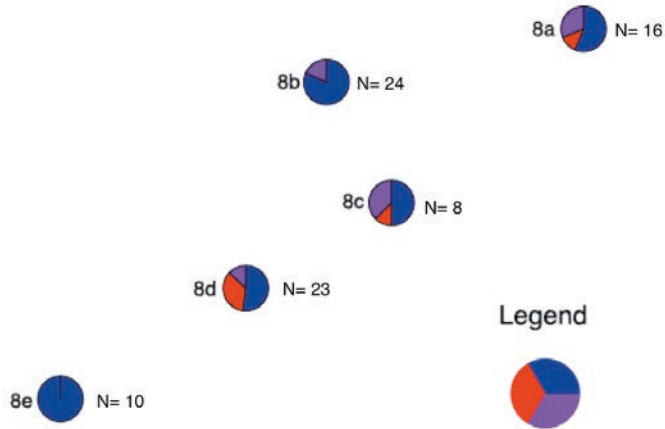 8a N= 16
8b N= 24
8c N= 8
8d N= 23
Legend
8e N= 10